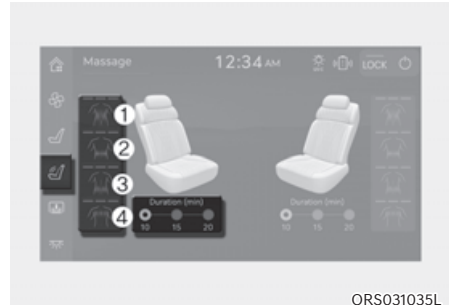 Massage 12:34 AM LOCK
1
2
3
4
Duration (min)
10 15 20
Duration (min)
10 15 20
ORS031035L